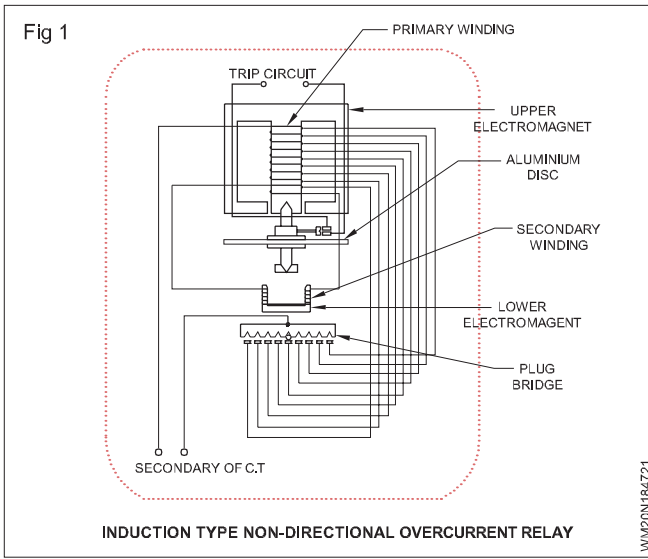 Fig 1
PRIMARY WINDING
TRIP CIRCUIT
UPPER
ELECTROMAGNET
ALUMINIUM
DISC
SECONDARY
WINDING
LOWER
ELECTROMAGENT
PLUG
BRIDGE
SECONDARY OF C.T
INDUCTION TYPE NON-DIRECTIONAL OVERCURRENT RELAY
WM20N184721